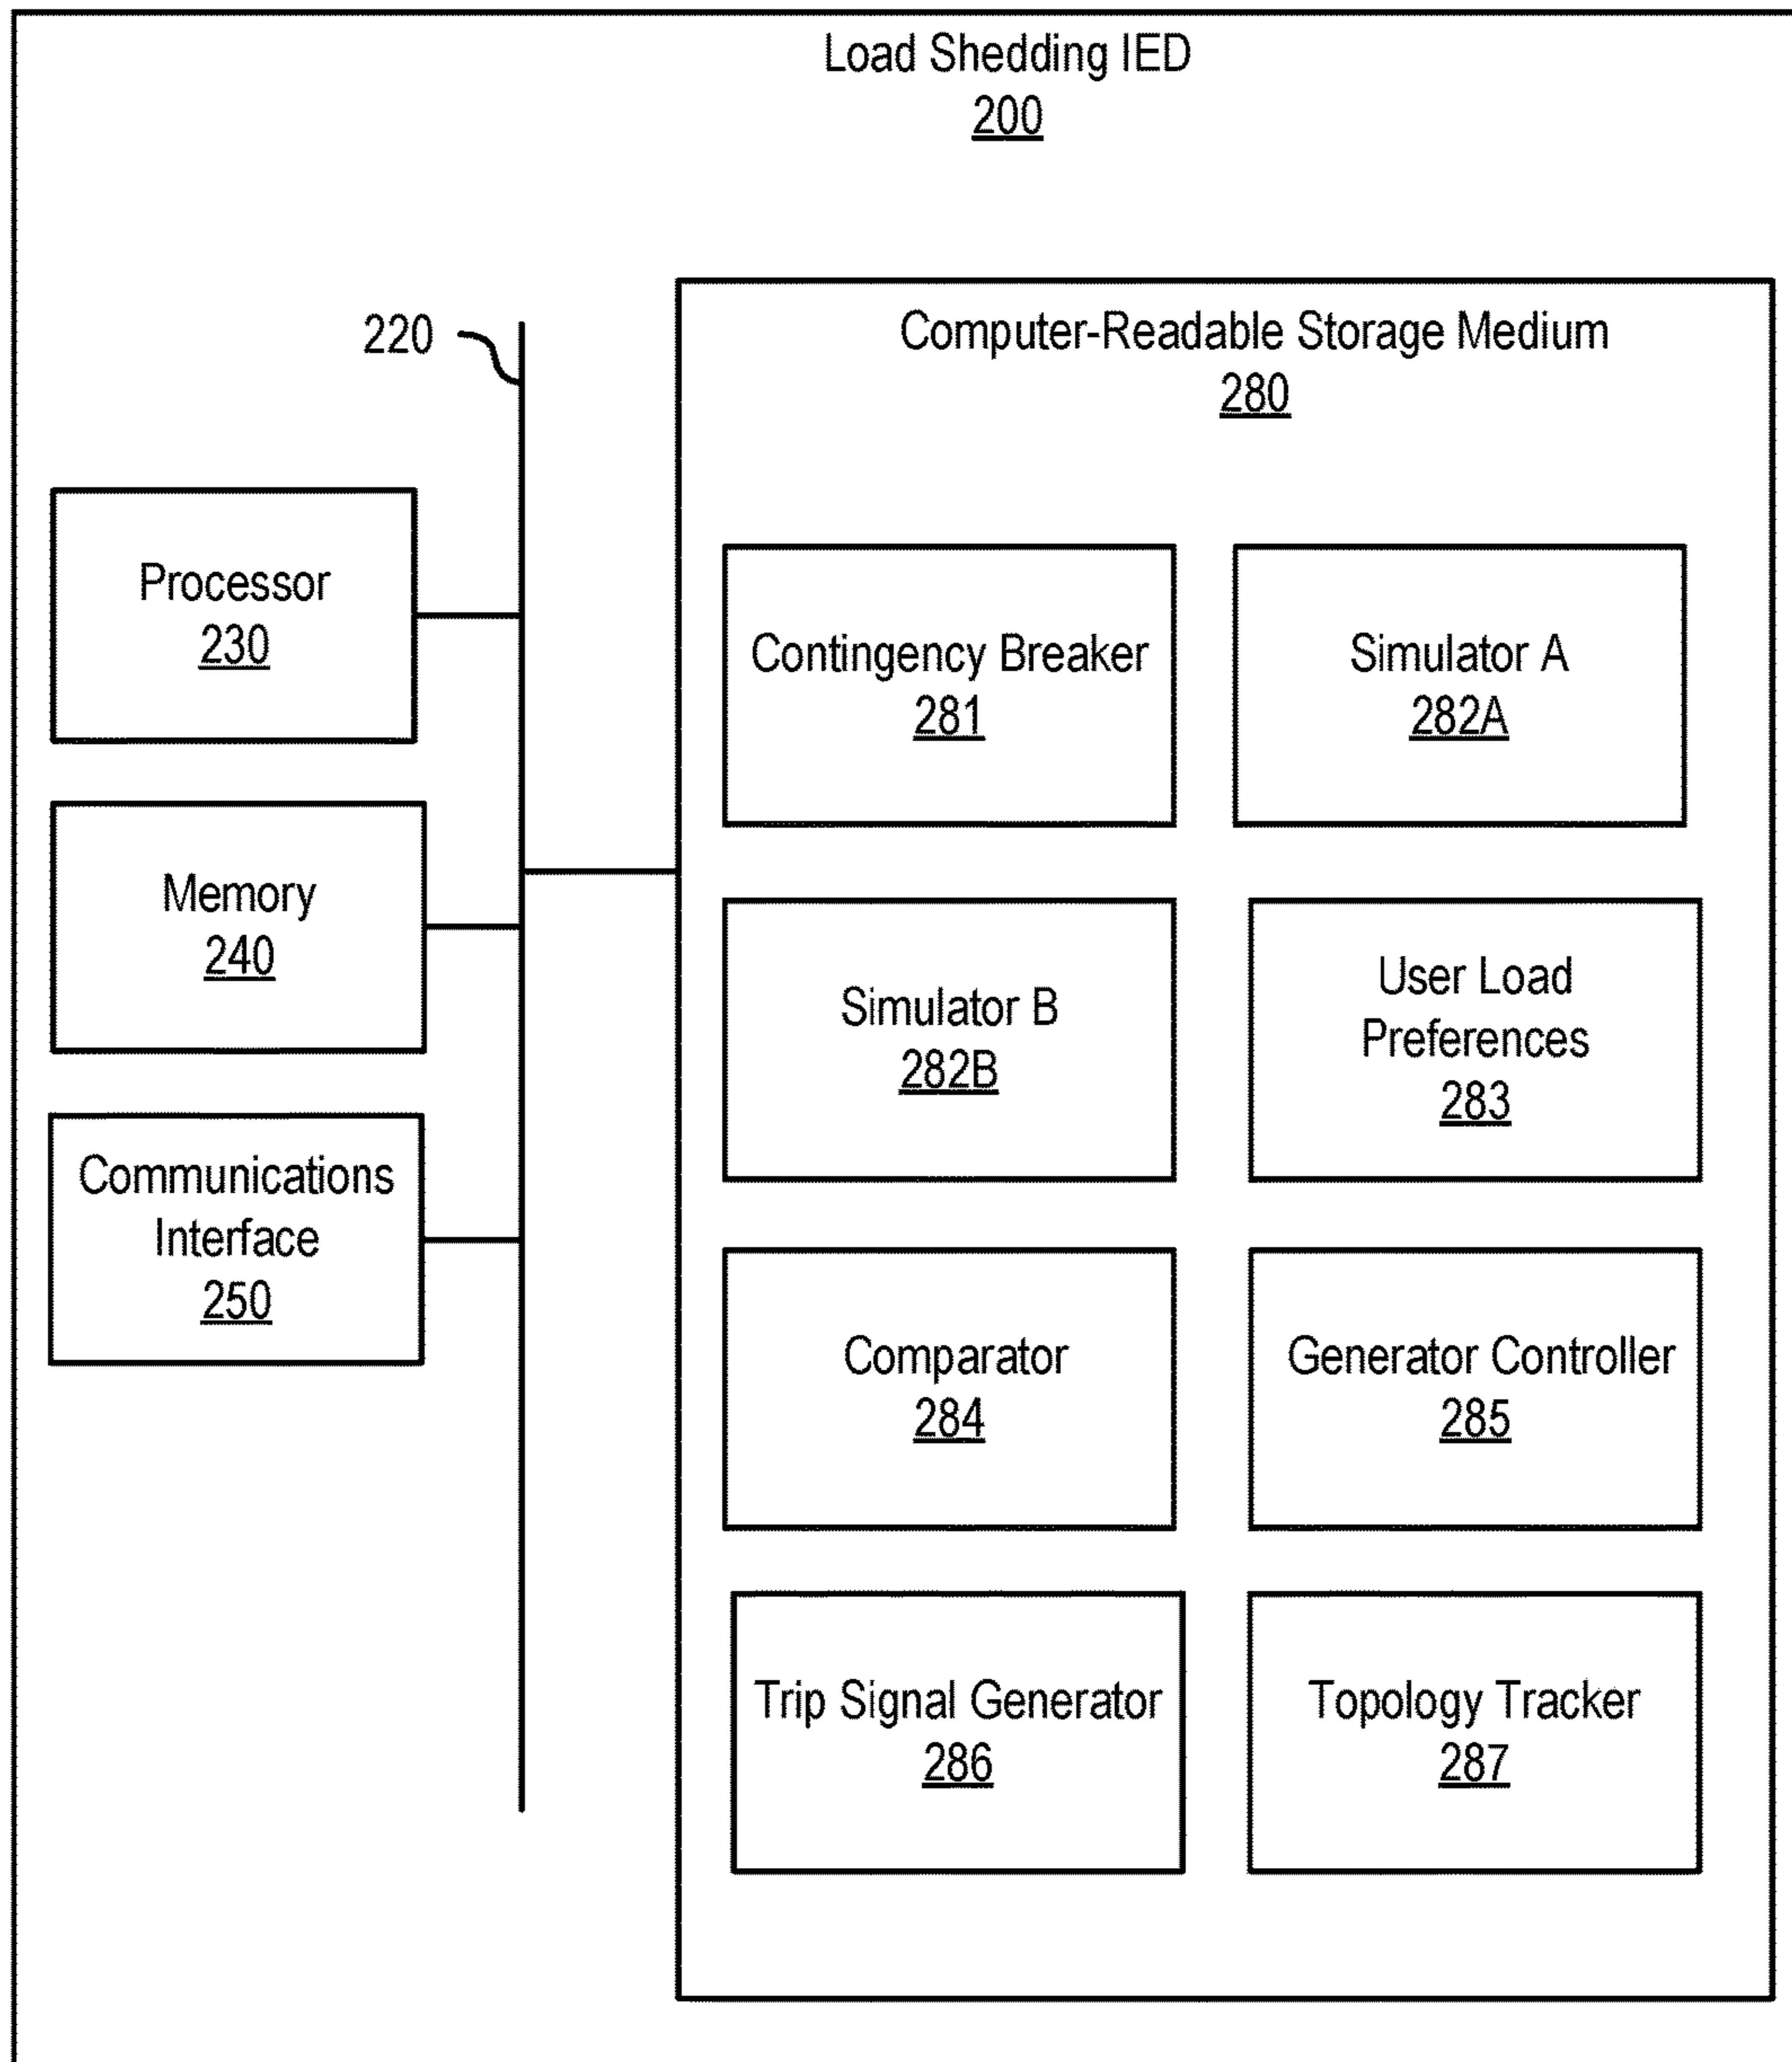 Load Shedding IED
200
220
Computer-Readable Storage Medium
280
Processor
230
Memory
240
Communications
Interface
250
Contingency Breaker
281
Simulator A
282A
Simulator B
282B
User Load
Preferences
283
Comparator
284
Generator Controller
285
Trip Signal Generator
286
Topology Tracker
287